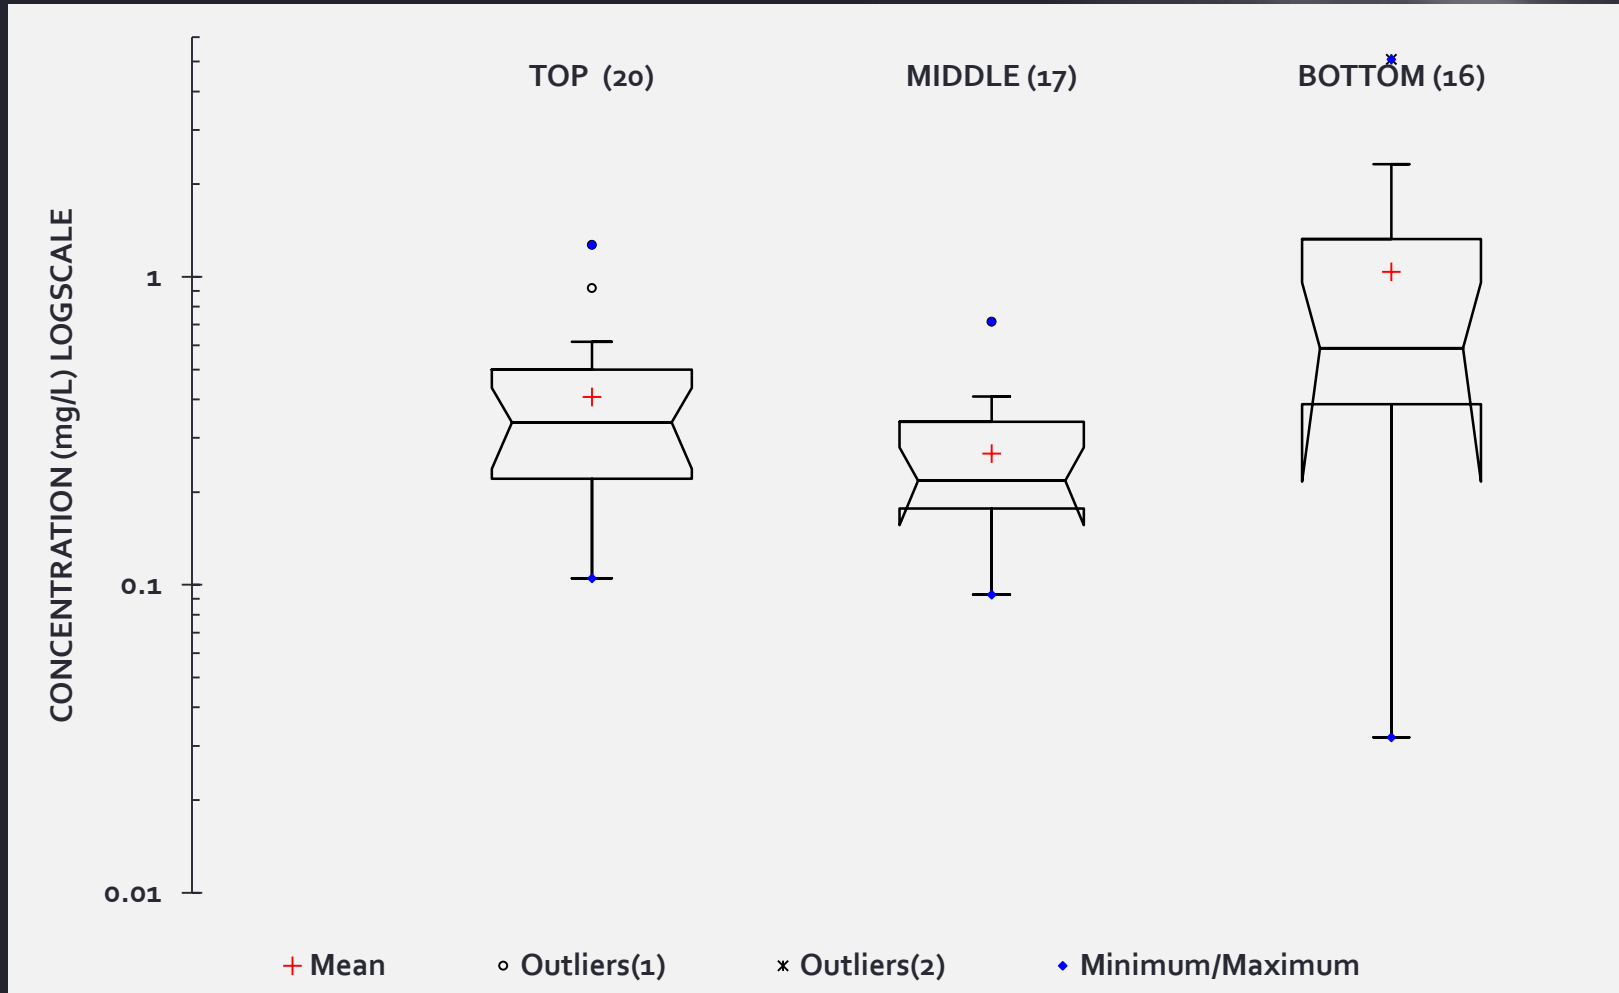 TOP (20)
MIDDLE (17)
BOTTOM (16)
CONCENTRATION (mg/L) LOGSCALE
1
0.1
0.01
Mean
Outliers(1)
Outliers(2)
Minimum/Maximum